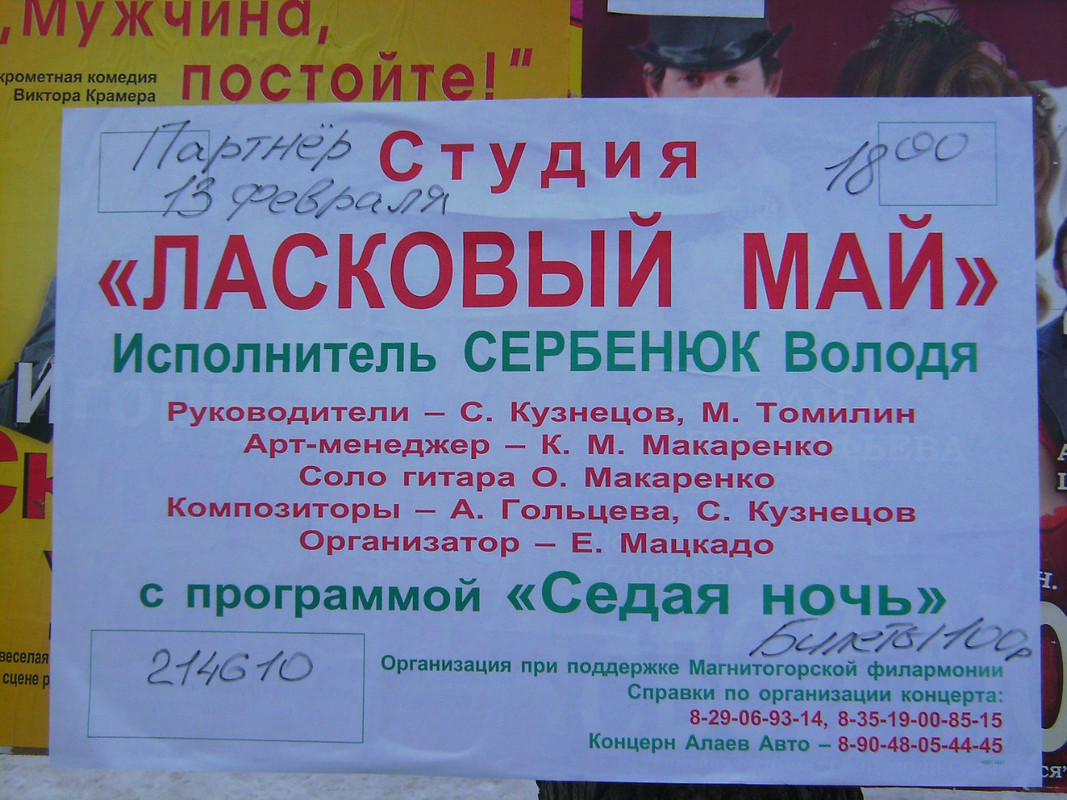 „Мужчина,
постойте!"
Виктора Крамера
Партнёр
13 февраля
18 00
Студия
«ЛАСКОВЫЙ МАЙ»
Исполнитель СЕРБЕНЮК Володя
Руководители – С. Кузнецов, М. Томилин
Арт-менеджер – К. М. Макаренко
Соло гитара О. Макаренко
Композиторы – А. Гольцева, С. Кузнецов
Организатор – Е. Мацкадо
с программой «Седая ночь»
Билеты 100р
214610
Организация при поддержке Магнитогорской филармонии
Справки по организации концерта:
8-29-06-93-14, 8-35-19-00-85-15
Концерн Алаев Авто – 8-90-48-05-44-45